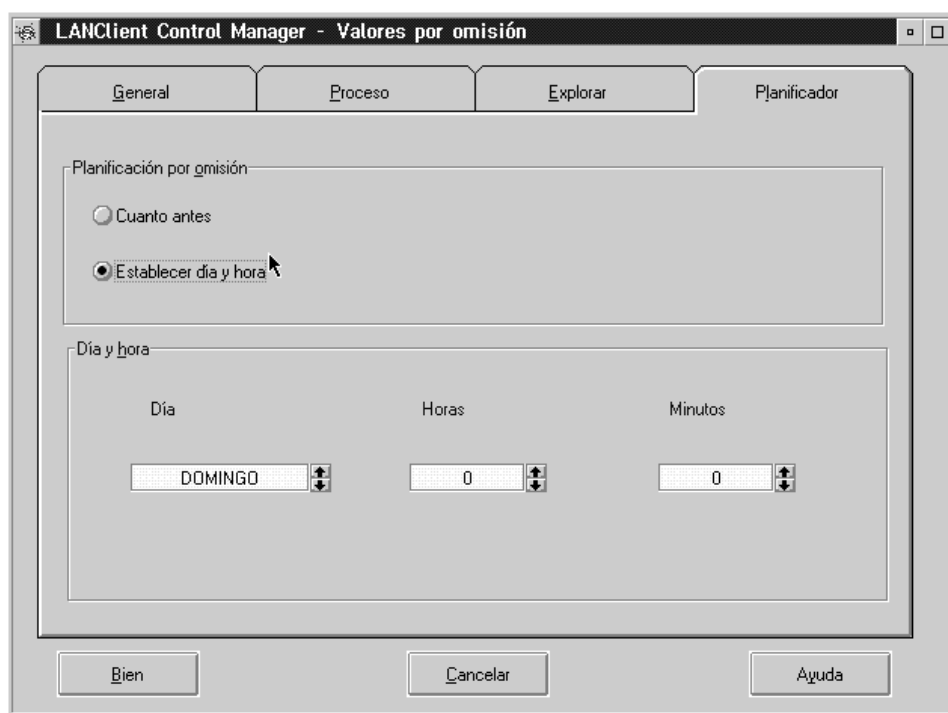 LANClient Control Manager - Valores por omisión
General Proceso Explorar Planificador
Planificación por omisión
Cuanto antes
Establecer día y hora
Día y hora
Día Horas Minutos
DOMINGO 0 0
Bien Cancelar Ayuda